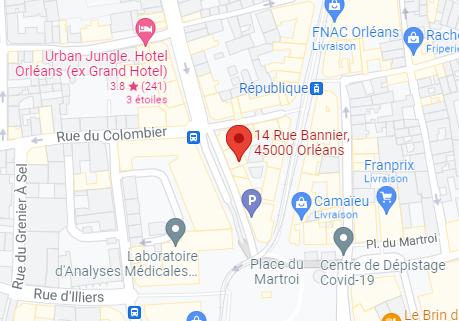 FNAC Orléans
Livraison
Rache
Friperie
Urban Jungle. Hotel
Orléans (ex Grand Hotel)
3.8 ★ (241)
3 étoiles
République
Rue du Colombier
14 Rue Bannier,
45000 Orléans
Franprix
Livraison
Rue du Grenier À Sel
Camaïeu
Livraison
P
Laboratoire
d'Analyses Médicales...
Pl. du Martroi
Place du
Martroi
Centre de Dépistage
Covid-19
Rue d'Illiers
Le Brin d